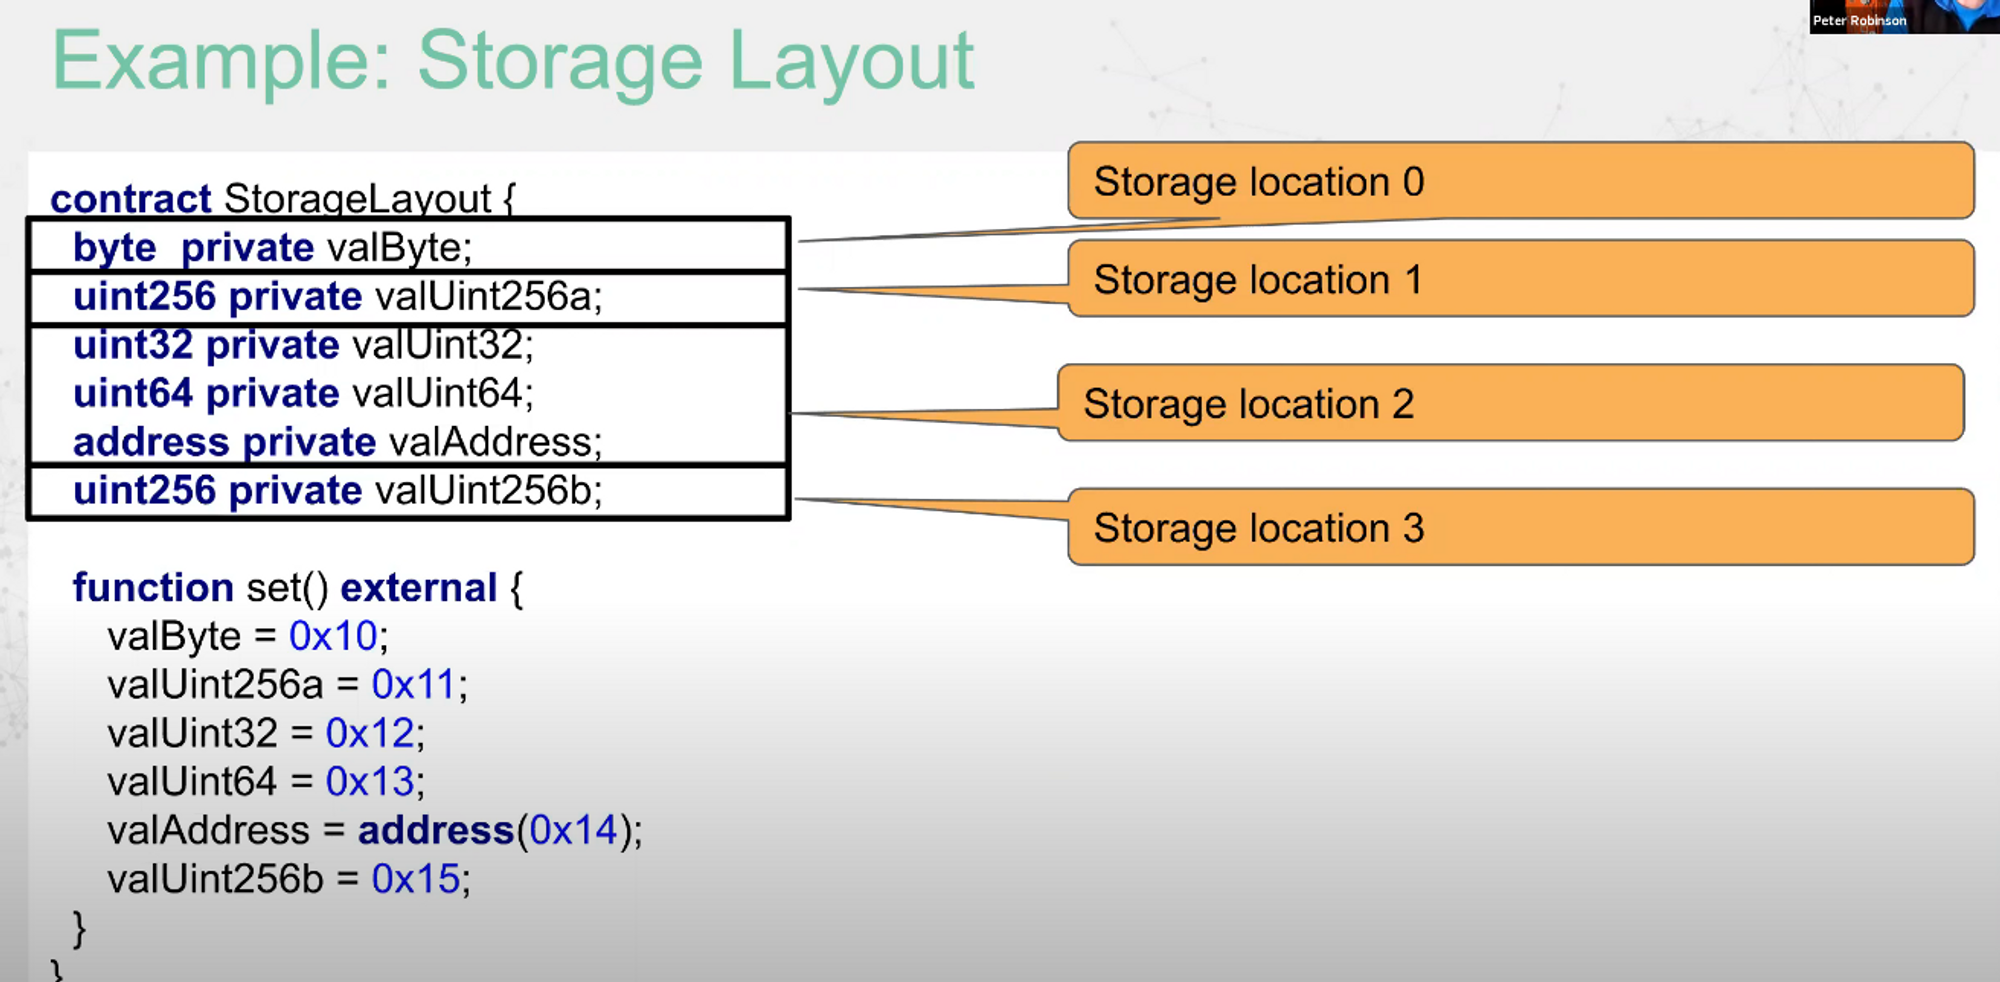 Peter Robinson
Example: Storage Layout
contract StorageLayout {
byte  private valByte;
uint256 private valUint256a;
uint32 private valUint32;
uint64 private valUint64;
address private valAddress;
uint256 private valUint256b;
Storage location 0
Storage location 1
Storage location 2
Storage location 3
function set() external {
valByte = 0x10;
valUint256a = 0x11;
valUint32 = 0x12;
valUint64 = 0x13;
valAddress = address(0x14);
valUint256b = 0x15;
}
}